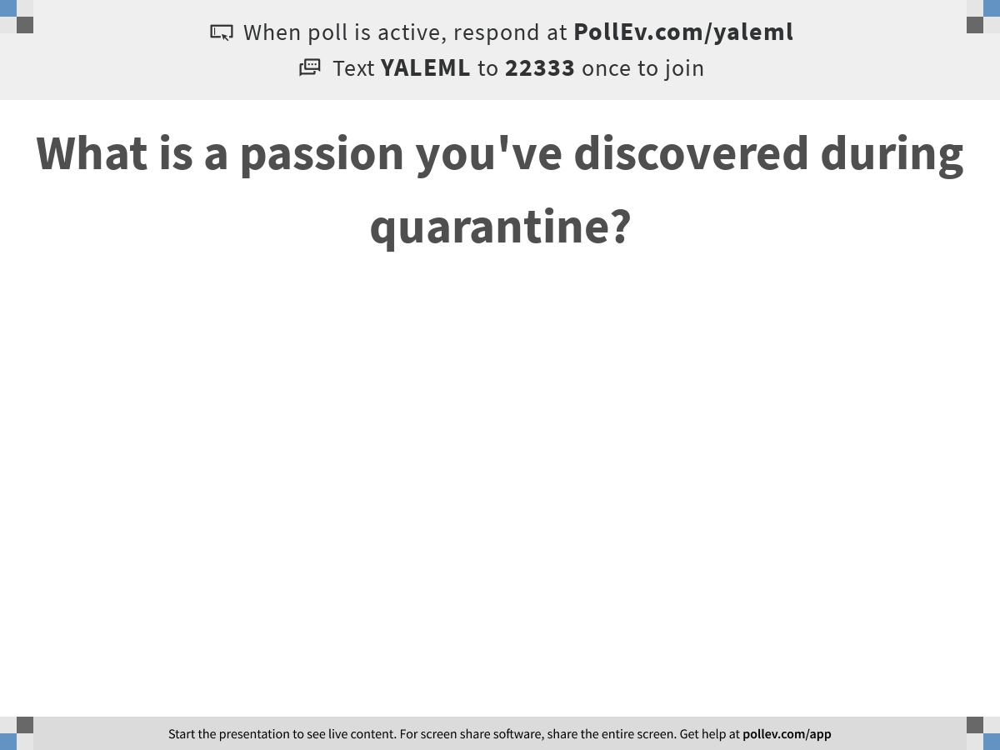 When poll is active, respond at PollEv.com/yaleml
Text YALEML to 22333 once to join
What is a passion you've discovered during
quarantine?
Start the presentation to see live content. For screen share software, share the entire screen. Get help at pollev.com/app